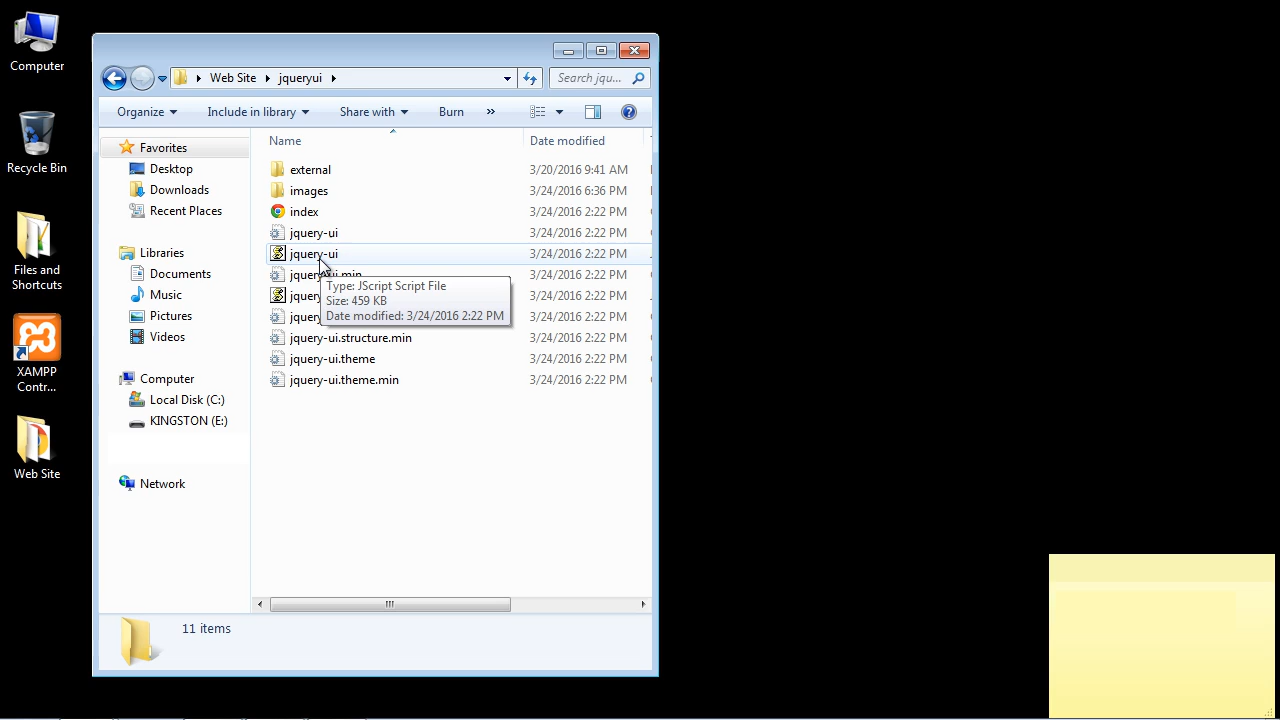 Computer
Recycle Bin
Files and
Shortcuts
XAMPP
Contr...
Web Site
Web Site
jqueryui
Search jqu...
Organize
Include in library
Share with
Burn
»
Favorites
Desktop
Downloads
Recent Places
Libraries
Documents
Music
Pictures
Videos
Computer
Local Disk (C:)
KINGSTON (E:)
Network
Name Date modified
external 3/20/2016 9:41 AM
images 3/24/2016 6:36 PM
index 3/24/2016 2:22 PM
jquery-ui 3/24/2016 2:22 PM
jquery-ui 3/24/2016 2:22 PM
jquery-ui.min 3/24/2016 2:22 PM
jquery 3/24/2016 2:22 PM
jquery 3/24/2016 2:22 PM
jquery-ui.structure.min 3/24/2016 2:22 PM
jquery-ui.theme 3/24/2016 2:22 PM
jquery-ui.theme.min 3/24/2016 2:22 PM
Type: JScript Script File
Size: 459 KB
Date modified: 3/24/2016 2:22 PM
11 items